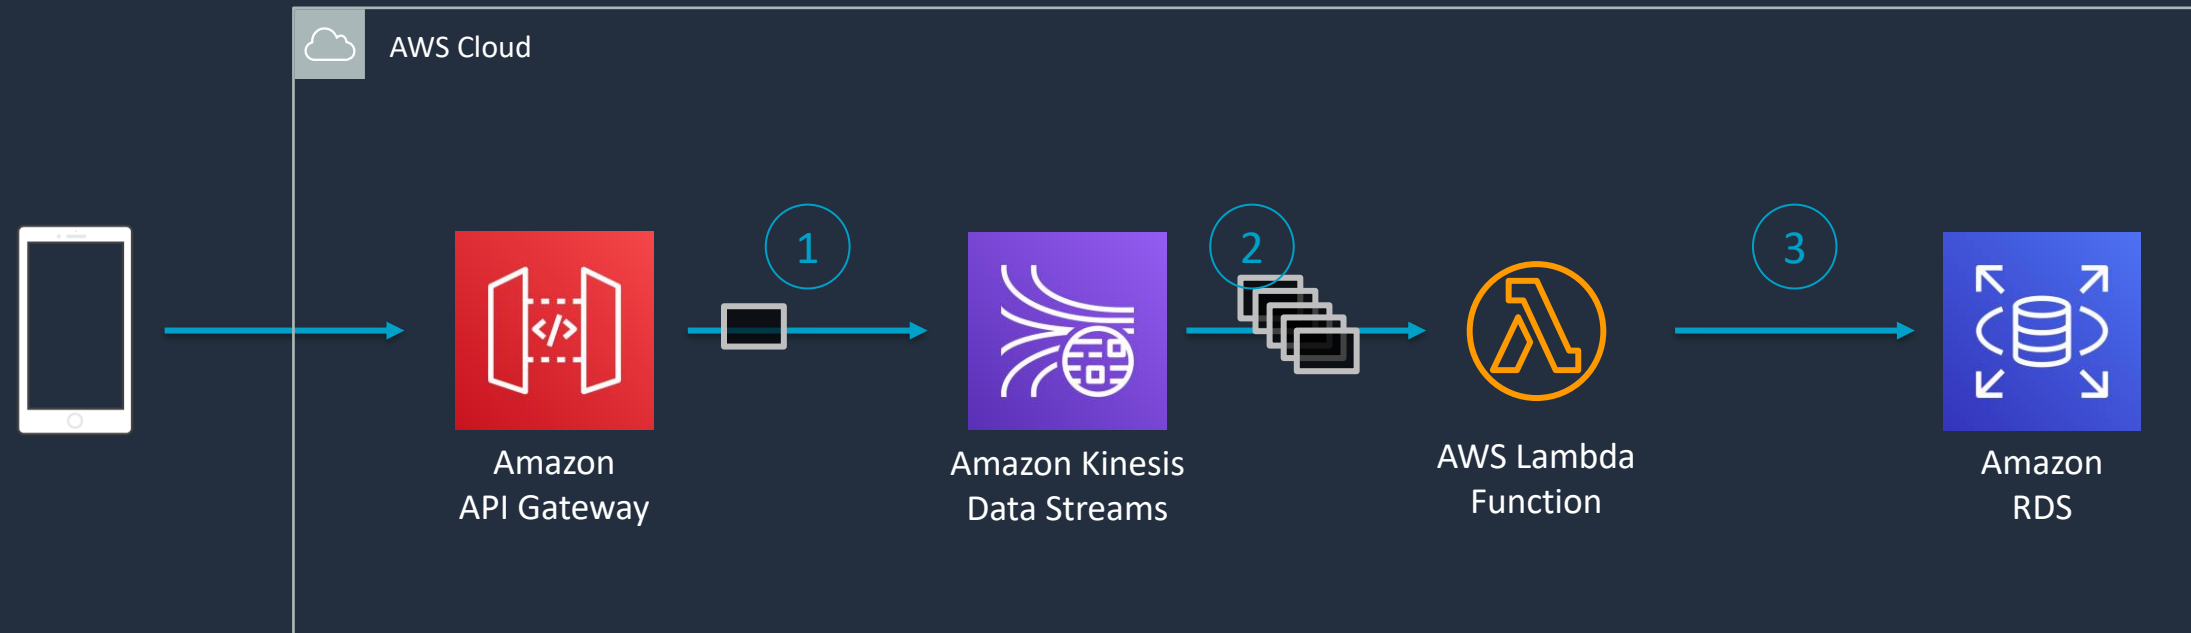 AWS Cloud
1
2
3
</>
Amazon
API Gateway
Amazon Kinesis
Data Streams
AWS Lambda
Function
Amazon
RDS